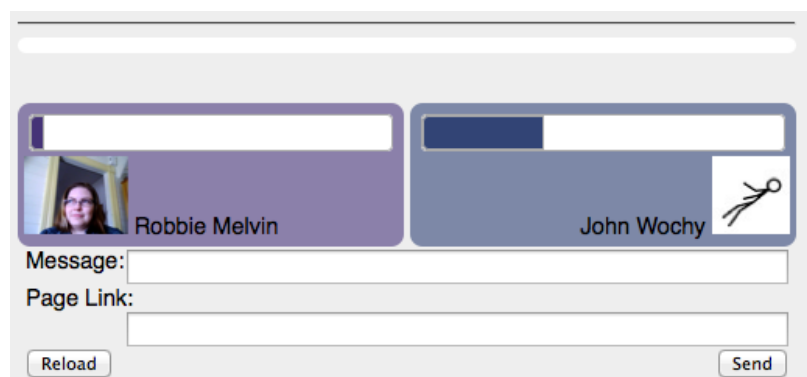 Robbie Melvin
John Wochy
Message:
Page Link:
Reload
Send